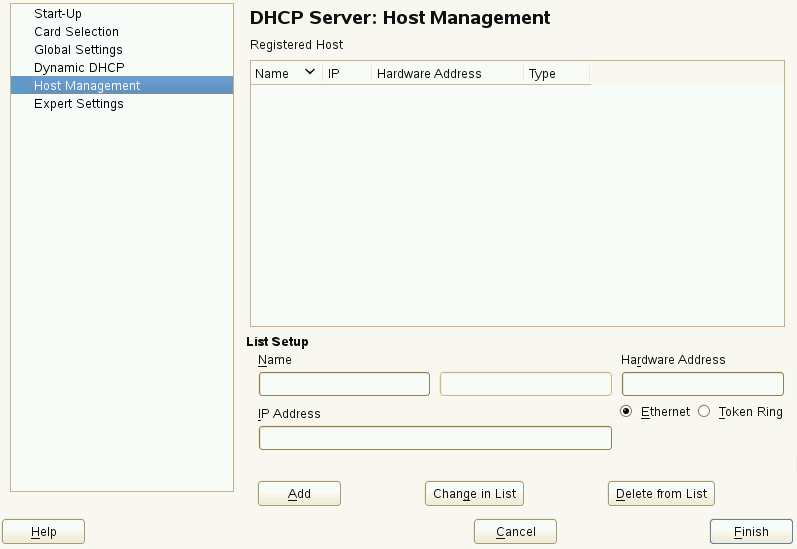 Start-Up
Card Selection
Global Settings
Dynamic DHCP
Host Management
Expert Settings
DHCP Server: Host Management
Registered Host
Name IP Hardware Address Type
List Setup
Name Hardware Address
IP Address Ethernet Token Ring
Add Change in List Delete from List
Help Cancel Finish